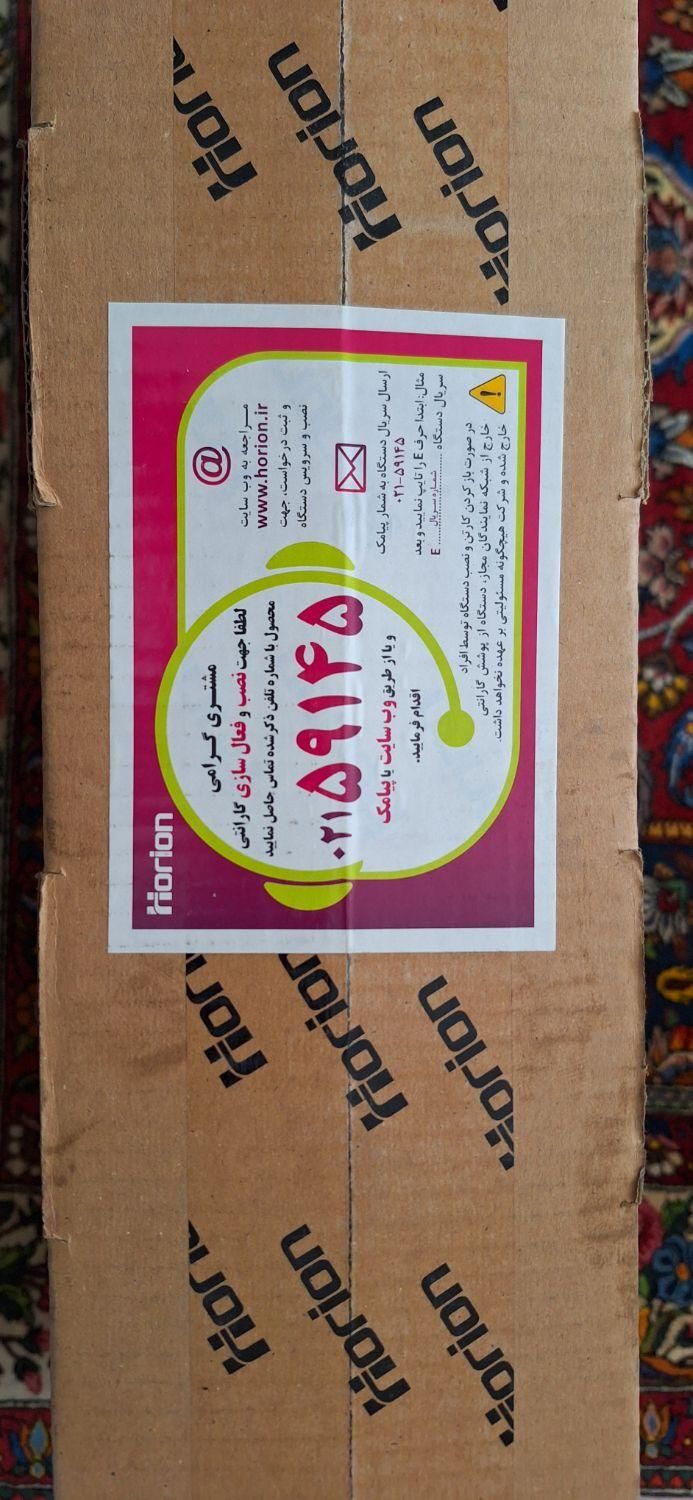 Horion
مشتری گرامی
لطفا جهت نصب و فعال سازی گارانتی
محصول با شماره تلفن ذکر شده تماس حاصل نمایید
۰۲۱ ۵۹۱۴۵
و یا از طریق وب سایت یا پیامک
اقدام فرمایید.
@
مراجعه به وب سایت
www.horion.ir
و ثبت درخواست، جهت
نصب و سرویس دستگاه
ارسال سریال دستگاه به شمار پیامک
۰۲۱-۵۹۱۴۵
مثال: ابتدا حرف E را تایپ نمایید و بعد
سریال دستگاه
E ...... شماره سریال ......
در صورت باز کردن کارتن و نصب دستگاه توسط افراد
خارج از شبکه نمایندگان مجاز، دستگاه از پوشش گارانتی
خارج شده و شرکت هیچگونه مسئولیتی بر عهده نخواهد داشت.
Horion
Horion
Horion
Horion
Horion
Horion
Horion
Horion
Horion